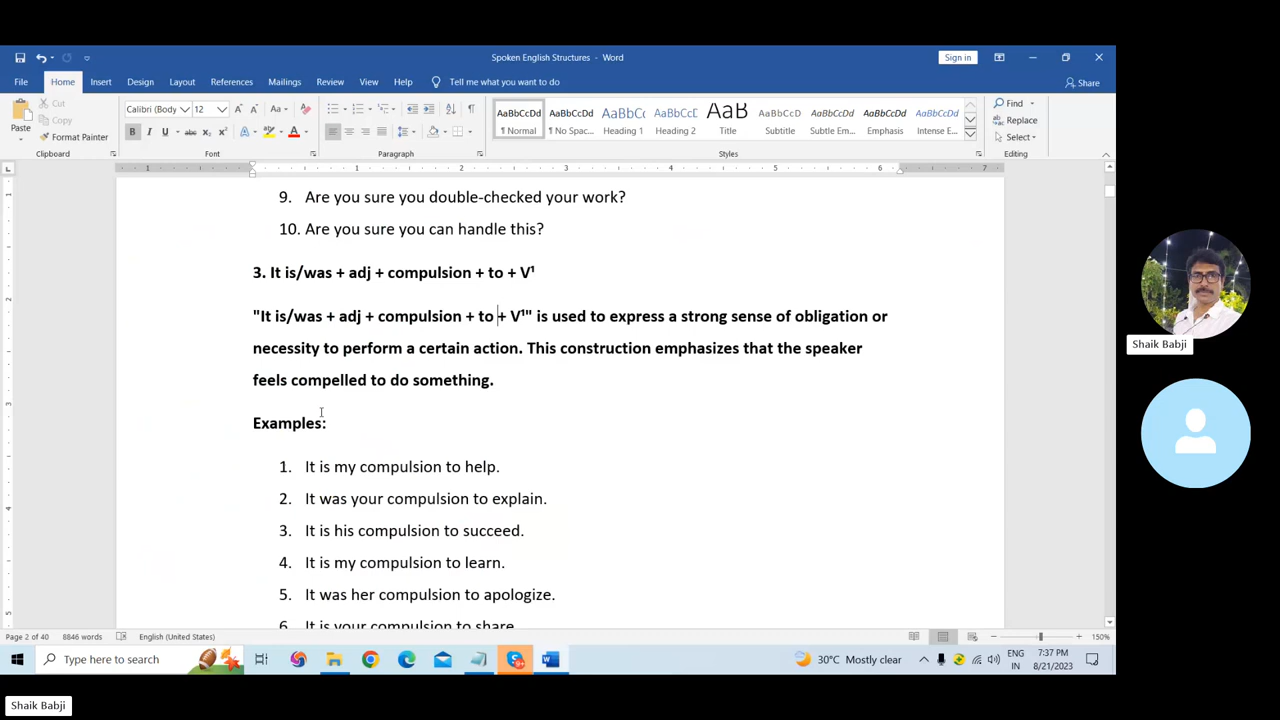 Spoken English Structures - Word
Sign in
File Home Insert Design Layout References Mailings Review View Help Tell me what you want to do
Share
Paste
Cut
Copy
Format Painter
Clipboard
Calibri (Body 12
Font
Paragraph
AaBbCcDd AaBbCcDd AaBbC AaBbCcD AaB AaBbCcD AaBbCcDd AaBbCcDd AaBbCcDd
¶ Normal ¶ No Spac... Heading 1 Heading 2 Title Subtitle Subtle Em... Emphasis Intense E...
Styles
Find
Replace
Select
Editing
9. Are you sure you double-checked your work?
10. Are you sure you can handle this?
3. It is/was + adj + compulsion + to + V¹
"It is/was + adj + compulsion + to + V¹" is used to express a strong sense of obligation or
necessity to perform a certain action. This construction emphasizes that the speaker
feels compelled to do something.
Examples:
1. It is my compulsion to help.
2. It was your compulsion to explain.
3. It is his compulsion to succeed.
4. It is my compulsion to learn.
5. It was her compulsion to apologize.
6. It is your compulsion to share.
Page 2 of 40 8846 words English (United States) 150%
Type here to search
30°C Mostly clear
ENG
IN
7:37 PM
8/21/2023
Shaik Babji
Shaik Babji